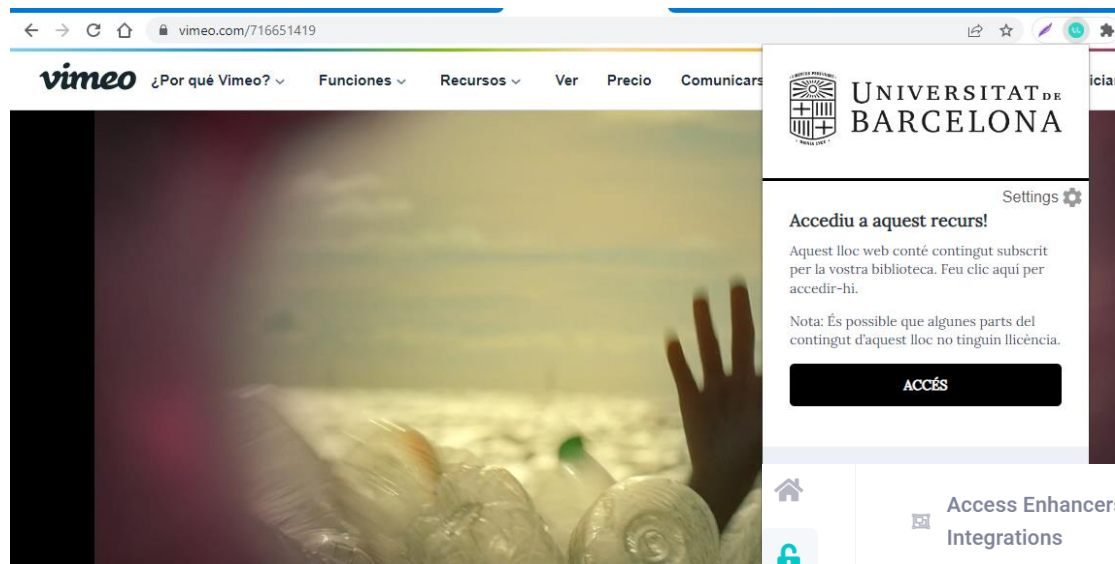 vimeo.com/716651419
vimeo ¿Por qué Vimeo? Funciones Recursos Ver Precio Comunicars
UNIVERSITAT DE
BARCELONA
Settings
Accediu a aquest recurs!
Aquest lloc web conté contingut subscrit
per la vostra biblioteca. Feu clic aquí per
accedir-hi.
Nota: És possible que algunes parts del
contingut d'aquest lloc no tinguin llicència.
ACCÉS
Access Enhancers
Integrations